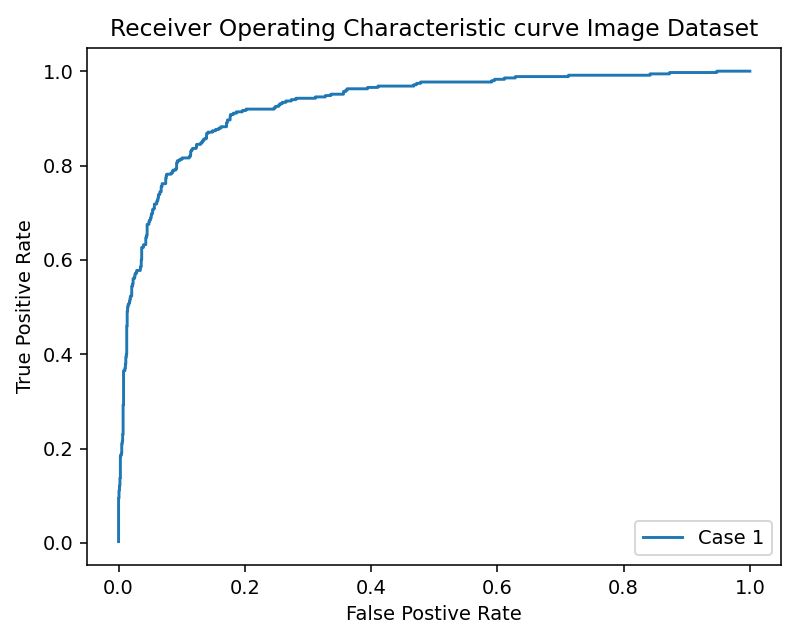 Receiver Operating Characteristic curve Image Dataset
1.0
0.8
0.6
0.4
0.2
0.0
True Positive Rate
0.0 0.2 0.4 0.6 0.8 1.0
False Postive Rate
Case 1